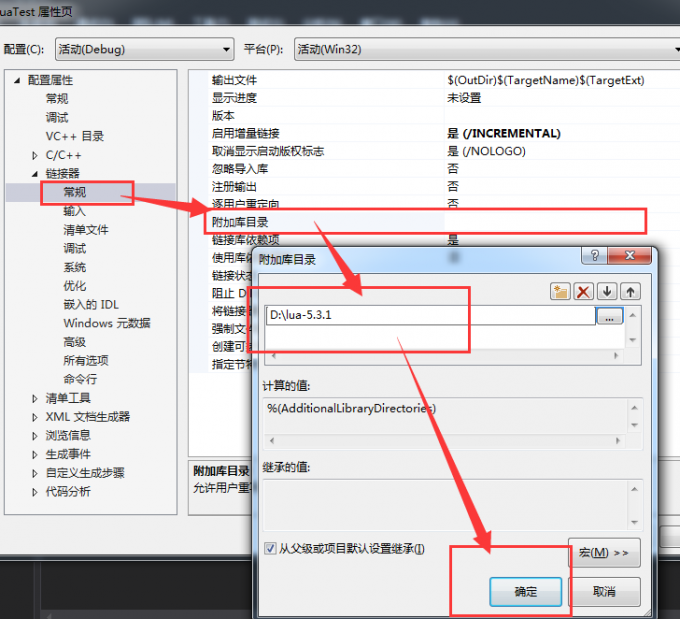 uaTest 属性页
配置(C): 活动(Debug) 平台(P): 活动(Win32)
配置属性
常规
调试
VC++ 目录
C/C++
链接器
常规
输入
清单文件
调试
系统
优化
嵌入的 IDL
Windows 元数据
高级
所有选项
命令行
清单工具
XML 文档生成器
浏览信息
生成事件
自定义生成步骤
代码分析
输出文件 $(OutDir)$(TargetName)$(TargetExt)
显示进度 未设置
版本
启用增量链接 是 (/INCREMENTAL)
取消显示启动版权标志 是 (/NOLOGO)
忽略导入库 否
注册输出 否
逐用户重定向 否
附加库目录
链接库依赖项 是
使用库
链接状
阻止 D
将链接
强制文
创建可
指定节
附加库目录
允许用户重
附加库目录
D:\lua-5.3.1
...
计算的值:
%(AdditionalLibraryDirectories)
继承的值:
从父级或项目默认设置继承(I)
宏(M) >>
确定 取消